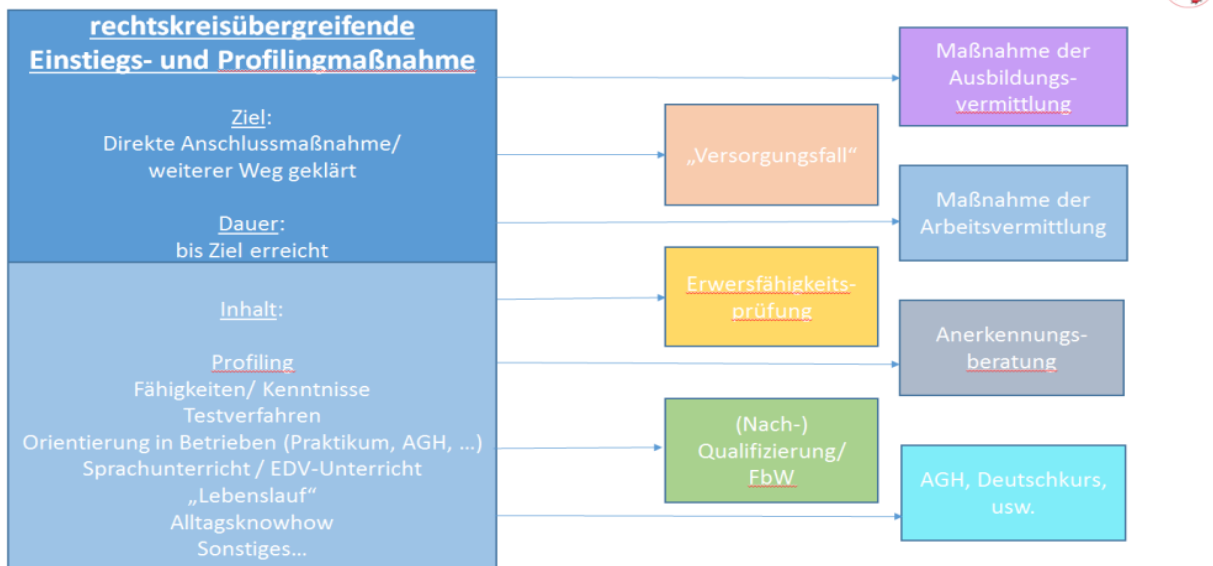 rechtskreisübergreifende
Einstiegs- und Profilingmaßnahme
Ziel:
Direkte Anschlussmaßnahme/
weiterer Weg geklärt
Dauer:
bis Ziel erreicht
Inhalt:
Profiling
Fähigkeiten/ Kenntnisse
Testverfahren
Orientierung in Betrieben (Praktikum, AGH, …)
Sprachunterricht / EDV-Unterricht
„Lebenslauf“
Alltagsknowhow
Sonstiges…
Maßnahme der
Ausbildungs-
vermittlung
„Versorgungsfall“
Maßnahme der
Arbeitsvermittlung
Erwersfähigkeits-
prüfung
Anerkennungs-
beratung
(Nach-)
Qualifizierung/
FbW
AGH, Deutschkurs,
usw.